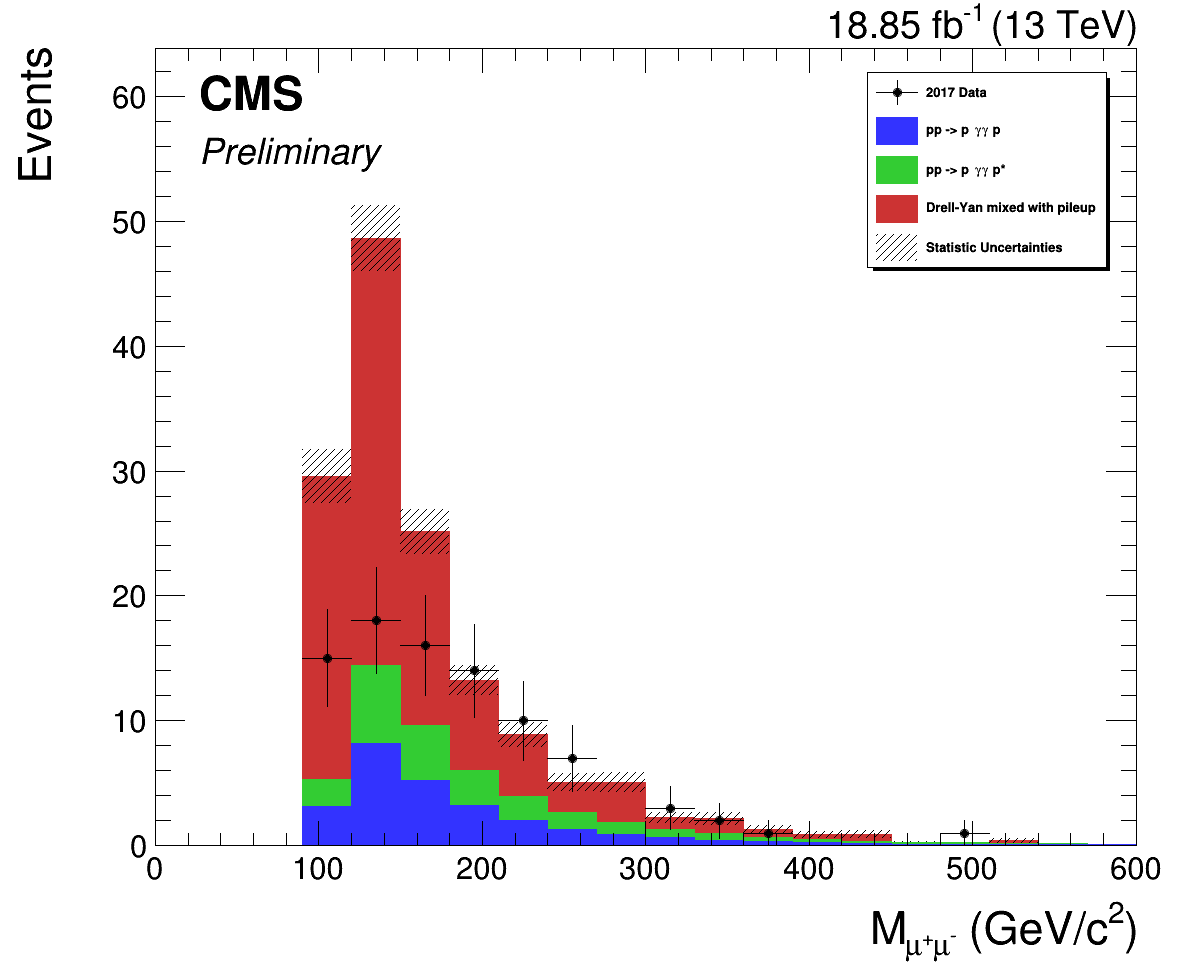 18.85 fb⁻¹ (13 TeV)
Events
CMS
Preliminary
2017 Data
pp -> p γγ p
pp -> p γγ p*
Drell-Yan mixed with pileup
Statistic Uncertainties
60
50
40
30
20
10
0
0 100 200 300 400 500 600
M_μ⁺μ⁻ (GeV/c²)